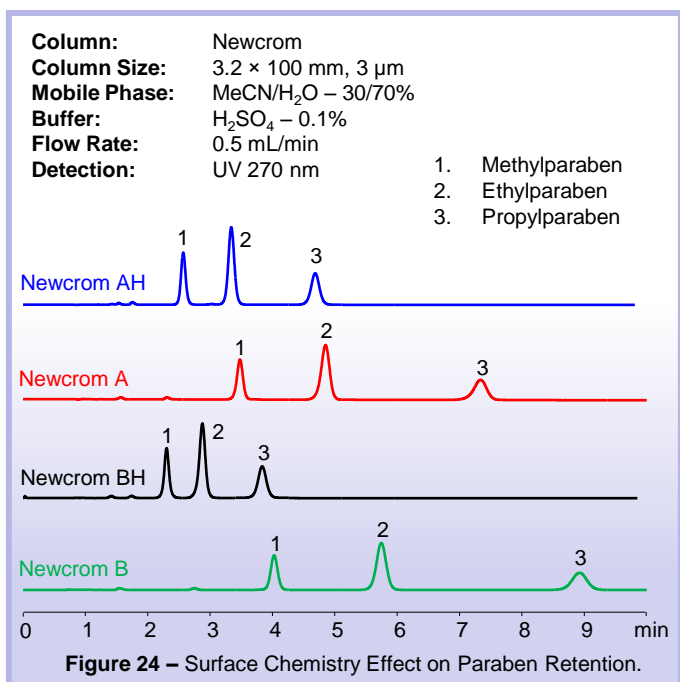 Column: Newcrom
Column Size: 3.2 × 100 mm, 3 µm
Mobile Phase: MeCN/H₂O – 30/70%
Buffer: H₂SO₄ – 0.1%
Flow Rate: 0.5 mL/min
Detection: UV 270 nm
1. Methylparaben
2. Ethylparaben
3. Propylparaben
1 2 3
Newcrom AH
1 2 3
Newcrom A
1 2 3
Newcrom BH
1 2 3
Newcrom B
0 1 2 3 4 5 6 7 8 9 min
Figure 24 – Surface Chemistry Effect on Paraben Retention.